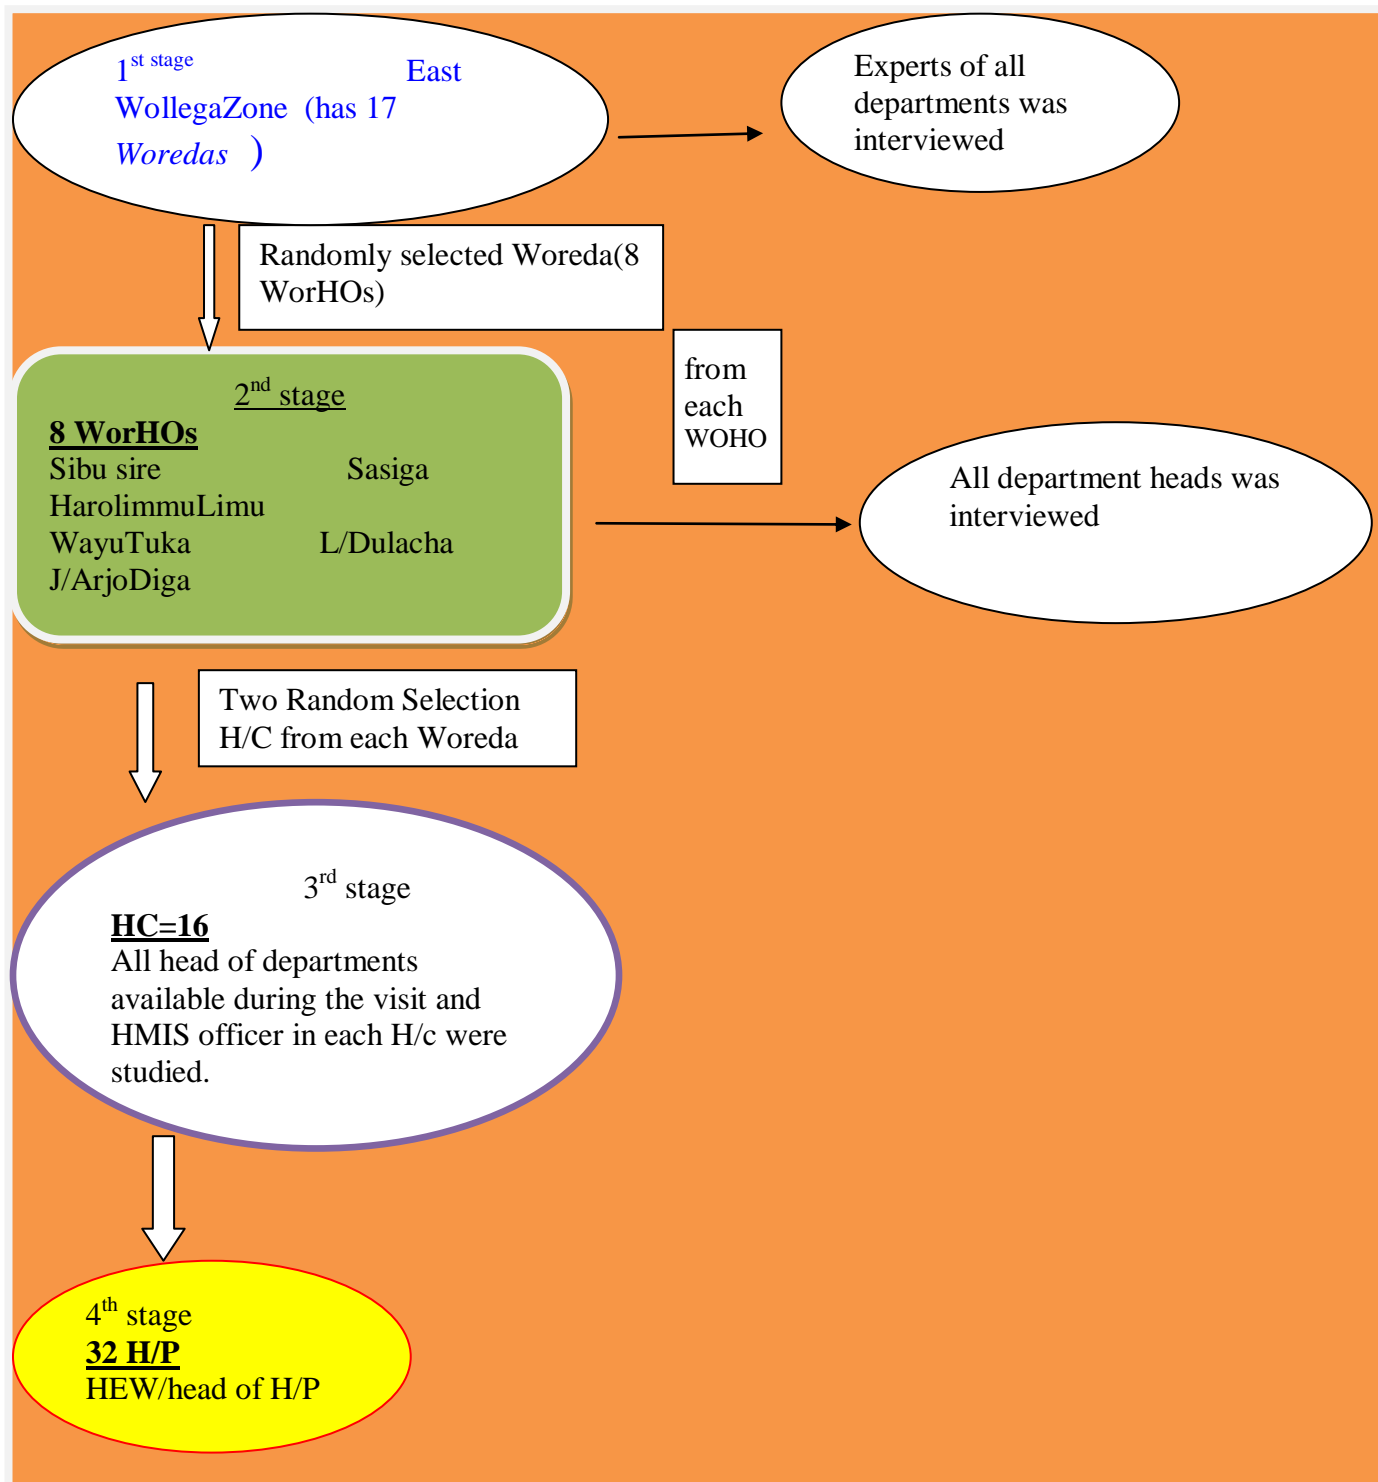 1st stage East
WollegaZone (has 17
Woredas )
Experts of all
departments was
interviewed
Randomly selected Woreda(8
WorHOs)
from
each
WOHO
2nd stage
8 WorHOs
Sibu sire Sasiga
HarolimmuLimu
WayuTuka L/Dulacha
J/ArjoDiga
All department heads was
interviewed
Two Random Selection
H/C from each Woreda
3rd stage
HC=16
All head of departments
available during the visit and
HMIS officer in each H/c were
studied.
4th stage
32 H/P
HEW/head of H/P